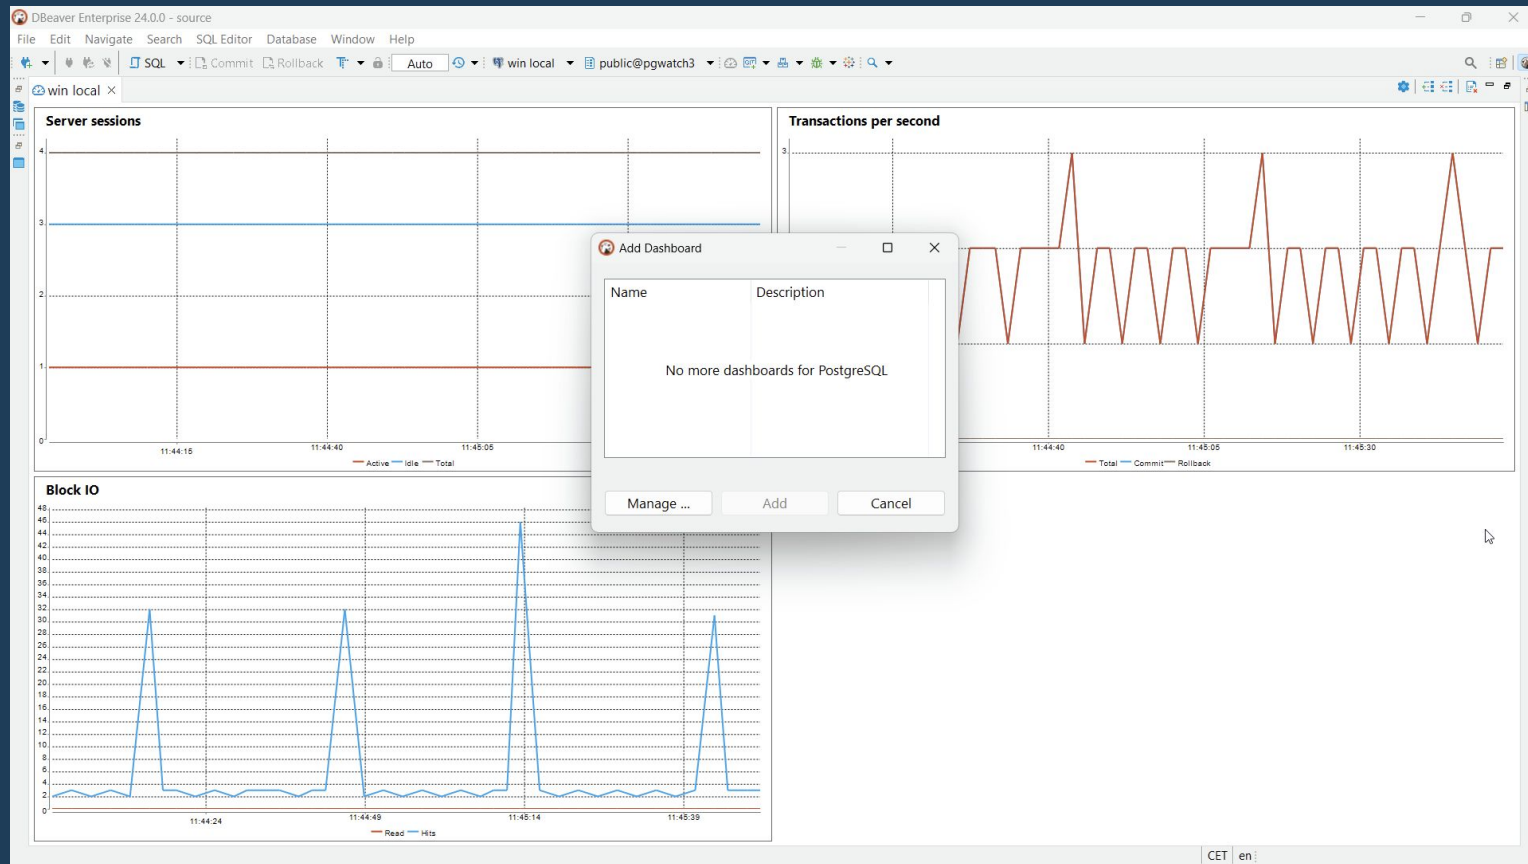 DBeaver Enterprise 24.0.0 - source
File Edit Navigate Search SQL Editor Database Window Help
SQL Commit Rollback Auto win local public@pgwatch3
win local
Server sessions
4
3
2
1
0
11:44:15 11:44:40 11:45:05
Active Idle Total
Transactions per second
3
11:44:40 11:45:05 11:45:30
Total Commit Rollback
Add Dashboard
Name Description
No more dashboards for PostgreSQL
Manage ... Add Cancel
Block IO
48
46
44
42
40
38
36
34
32
30
28
26
24
22
20
18
16
14
12
10
8
6
4
2
0
11:44:24 11:44:49 11:45:14 11:45:39
Read Hits
CET en